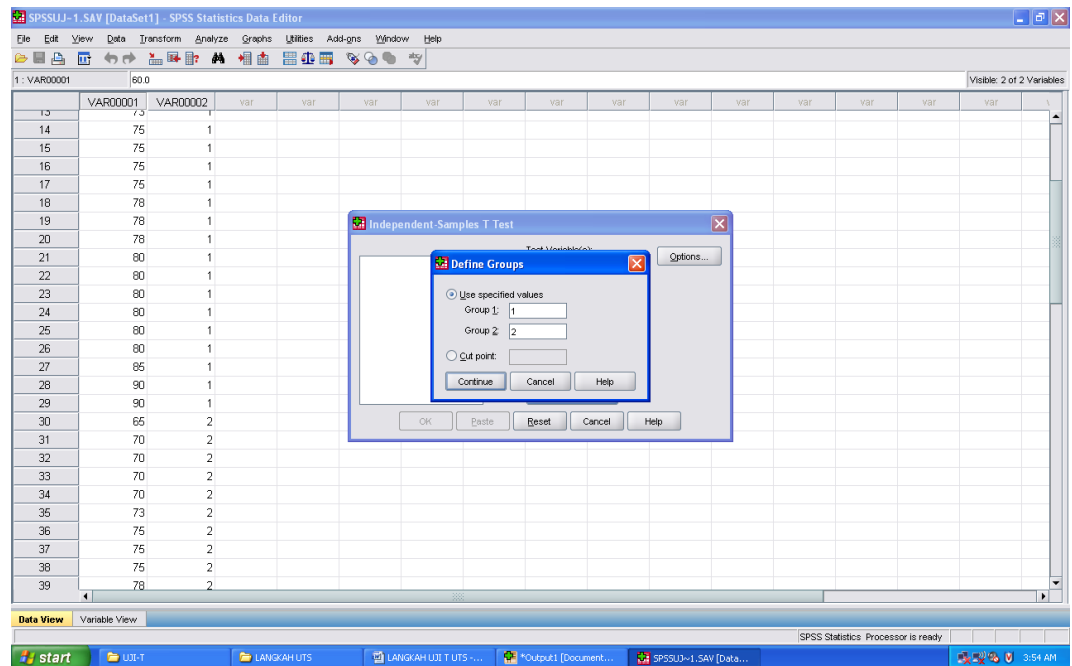 SPSSUJ~1.SAV [DataSet1] - SPSS Statistics Data Editor
File Edit View Data Transform Analyze Graphs Utilities Add-ons Window Help
1 : VAR00001 60.0 Visible: 2 of 2 Variables
VAR00001 VAR00002 var var var var var var var var var var var var
13 73 1
14 75 1
15 75 1
16 75 1
17 75 1
18 78 1
19 78 1
20 78 1
21 80 1
22 80 1
23 80 1
24 80 1
25 80 1
26 80 1
27 85 1
28 90 1
29 90 1
30 65 2
31 70 2
32 70 2
33 70 2
34 70 2
35 73 2
36 75 2
37 75 2
38 75 2
39 78 2
Independent-Samples T Test
Test Variable(s):
Options...
Define Groups
Use specified values
Group 1: 1
Group 2: 2
Cut point:
Continue Cancel Help
OK Paste Reset Cancel Help
Data View Variable View
SPSS Statistics Processor is ready
start UJI-T LANGKAH UTS LANGKAH UJI T UTS -... *Output1 [Document... SPSSUJ~1.SAV [Data... 3:54 AM